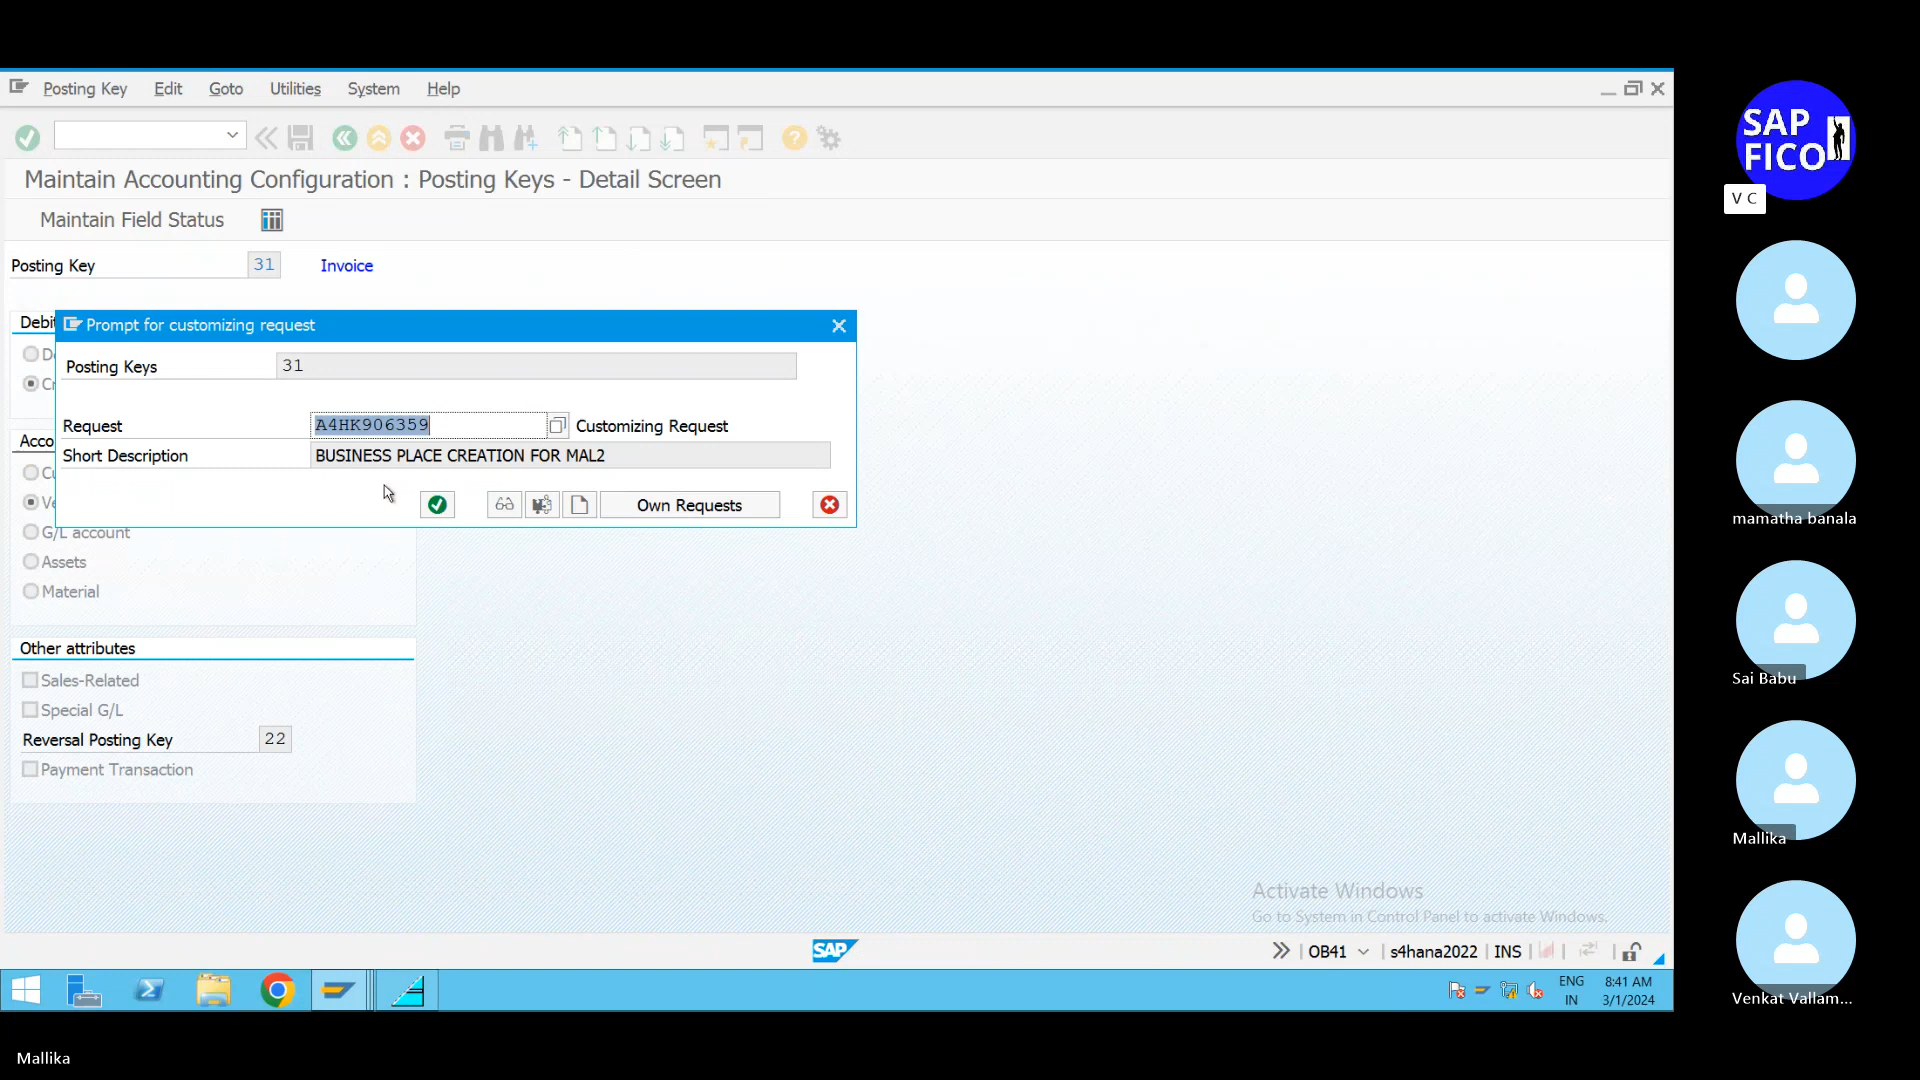 Posting Key Edit Goto Utilities System Help
Maintain Accounting Configuration : Posting Keys - Detail Screen
Maintain Field Status
Posting Key 31 Invoice
Debi
Prompt for customizing request
Posting Keys 31
Request A4HK906359 Customizing Request
Short Description BUSINESS PLACE CREATION FOR MAL2
Own Requests
Acco
G/L account
Assets
Material
Other attributes
Sales-Related
Special G/L
Reversal Posting Key 22
Payment Transaction
Activate Windows
Go to System in Control Panel to activate Windows.
SAP
OB41 s4hana2022 INS
ENG
IN
8:41 AM
3/1/2024
SAP
FICO
V C
mamatha banala
Sai Babu
Mallika
Venkat Vallam...
Mallika